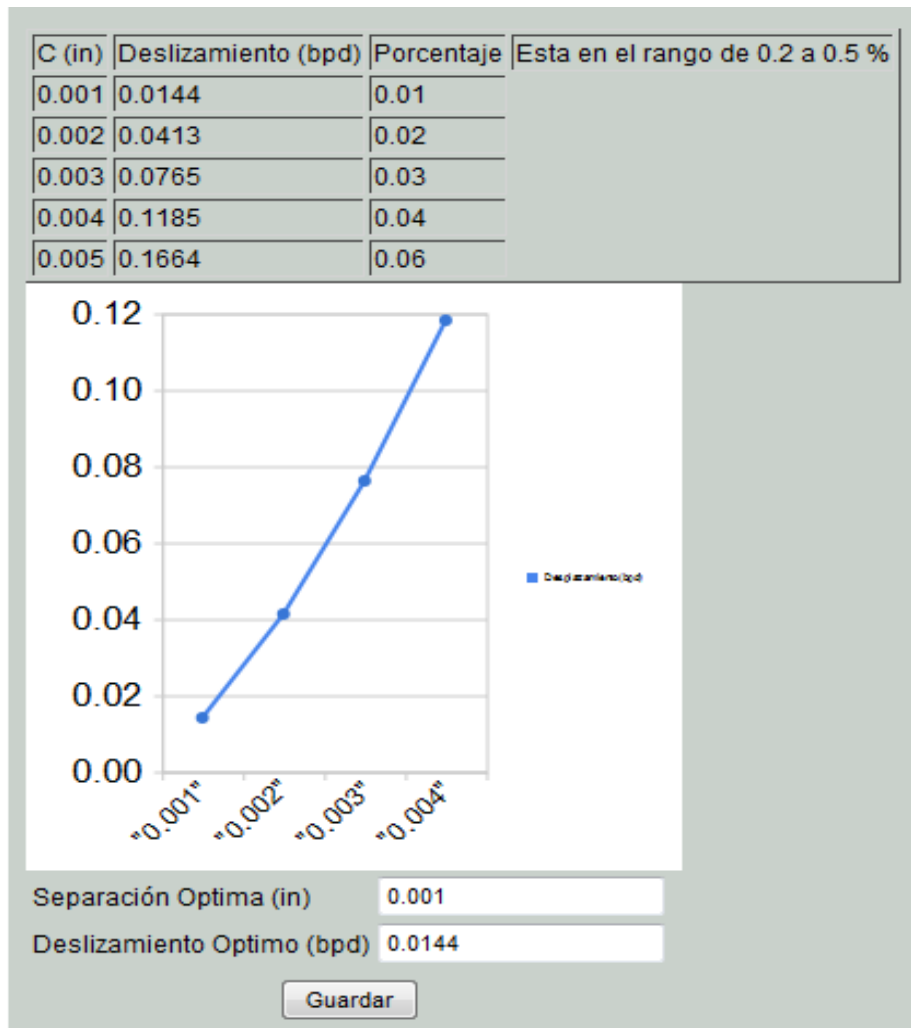 C (in) Deslizamiento (bpd) Porcentaje Esta en el rango de 0.2 a 0.5 %
0.001 0.0144 0.01
0.002 0.0413 0.02
0.003 0.0765 0.03
0.004 0.1185 0.04
0.005 0.1664 0.06
0.12
0.10
0.08
0.06
0.04
0.02
0.00
"0.001" "0.002" "0.003" "0.004"
Separación Optima (in) 0.001
Deslizamiento Optimo (bpd) 0.0144
Guardar